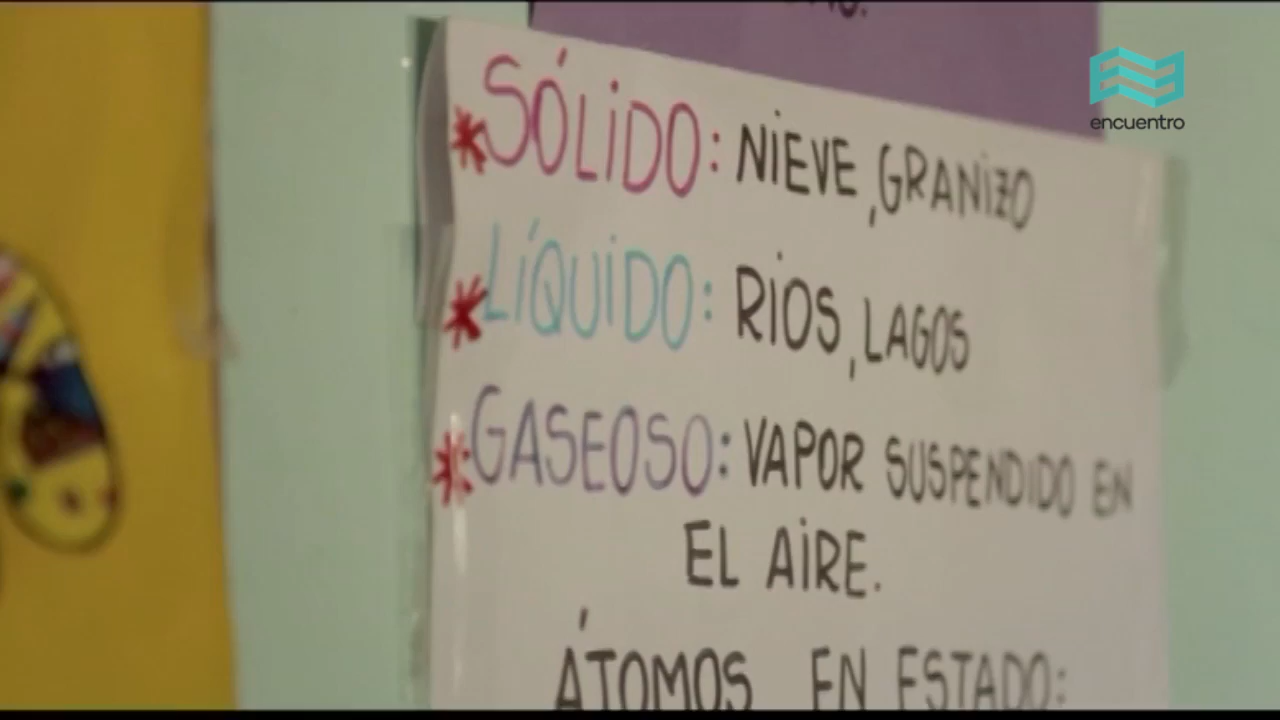 encuentro
*SÓLIDO: NIEVE, GRANIZO
*LÍQUIDO: RIOS, LAGOS
*GASEOSO: VAPOR SUSPENDIDO EN
EL AIRE.
ÁTOMOS EN ESTADO: